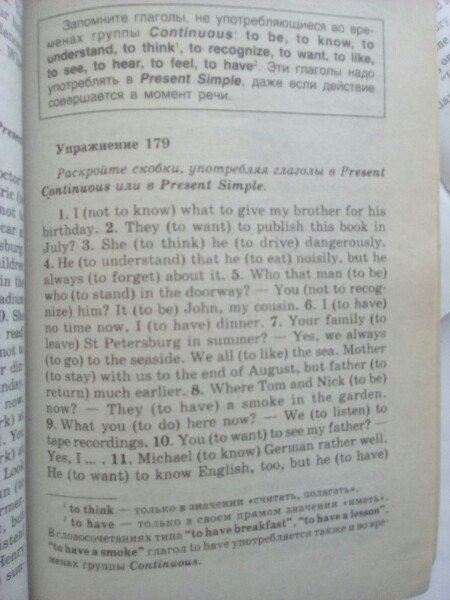 Запомните глаголы, не употребляющиеся во вре-
менах группы Continuous: to be, to know, to
understand, to think¹, to recognize, to want, to like,
to see, to hear, to feel, to have². Эти глаголы надо
употреблять в Present Simple, даже если действие
совершается в момент речи.
Упражнение 179
Раскройте скобки, употребляя глаголы в Present
Continuous или в Present Simple.
1. I (not to know) what to give my brother for his
birthday. 2. They (to want) to publish this book in
July? 3. She (to think) he (to drive) dangerously.
4. He (to understand) that he (to eat) noisily, but he
always (to forget) about it. 5. Who that man (to be)
who (to stand) in the doorway? — You (not to recog-
nize) him? It (to be) John, my cousin. 6. I (to have)
no time now, I (to have) dinner. 7. Your family (to
leave) St Petersburg in summer? — Yes, we always
(to go) to the seaside. We all (to like) the sea. Mother
(to stay) with us to the end of August, but father (to
return) much earlier. 8. Where Tom and Nick (to be)
now? — They (to have) a smoke in the garden.
9. What you (to do) here now? — We (to listen) to
tape recordings. 10. You (to want) to see my father? —
Yes, I ... . 11. Michael (to know) German rather well.
He (to want) to know English, too, but he (to have)
¹ to think — только в значении «считать, полагать».
² to have — только в своем прямом значении «иметь».
В словосочетаниях типа "to have breakfast", "to have a lesson",
"to have a smoke" глагол to have употребляется также и во вре-
менах группы Continuous.